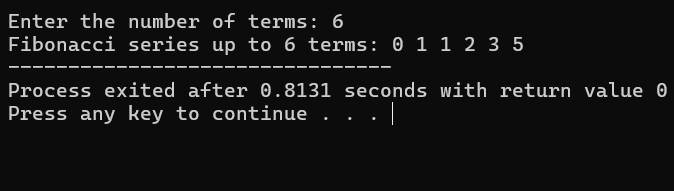 Enter the number of terms: 6
Fibonacci series up to 6 terms: 0 1 1 2 3 5
--------------------------------
Process exited after 0.8131 seconds with return value 0
Press any key to continue . . .